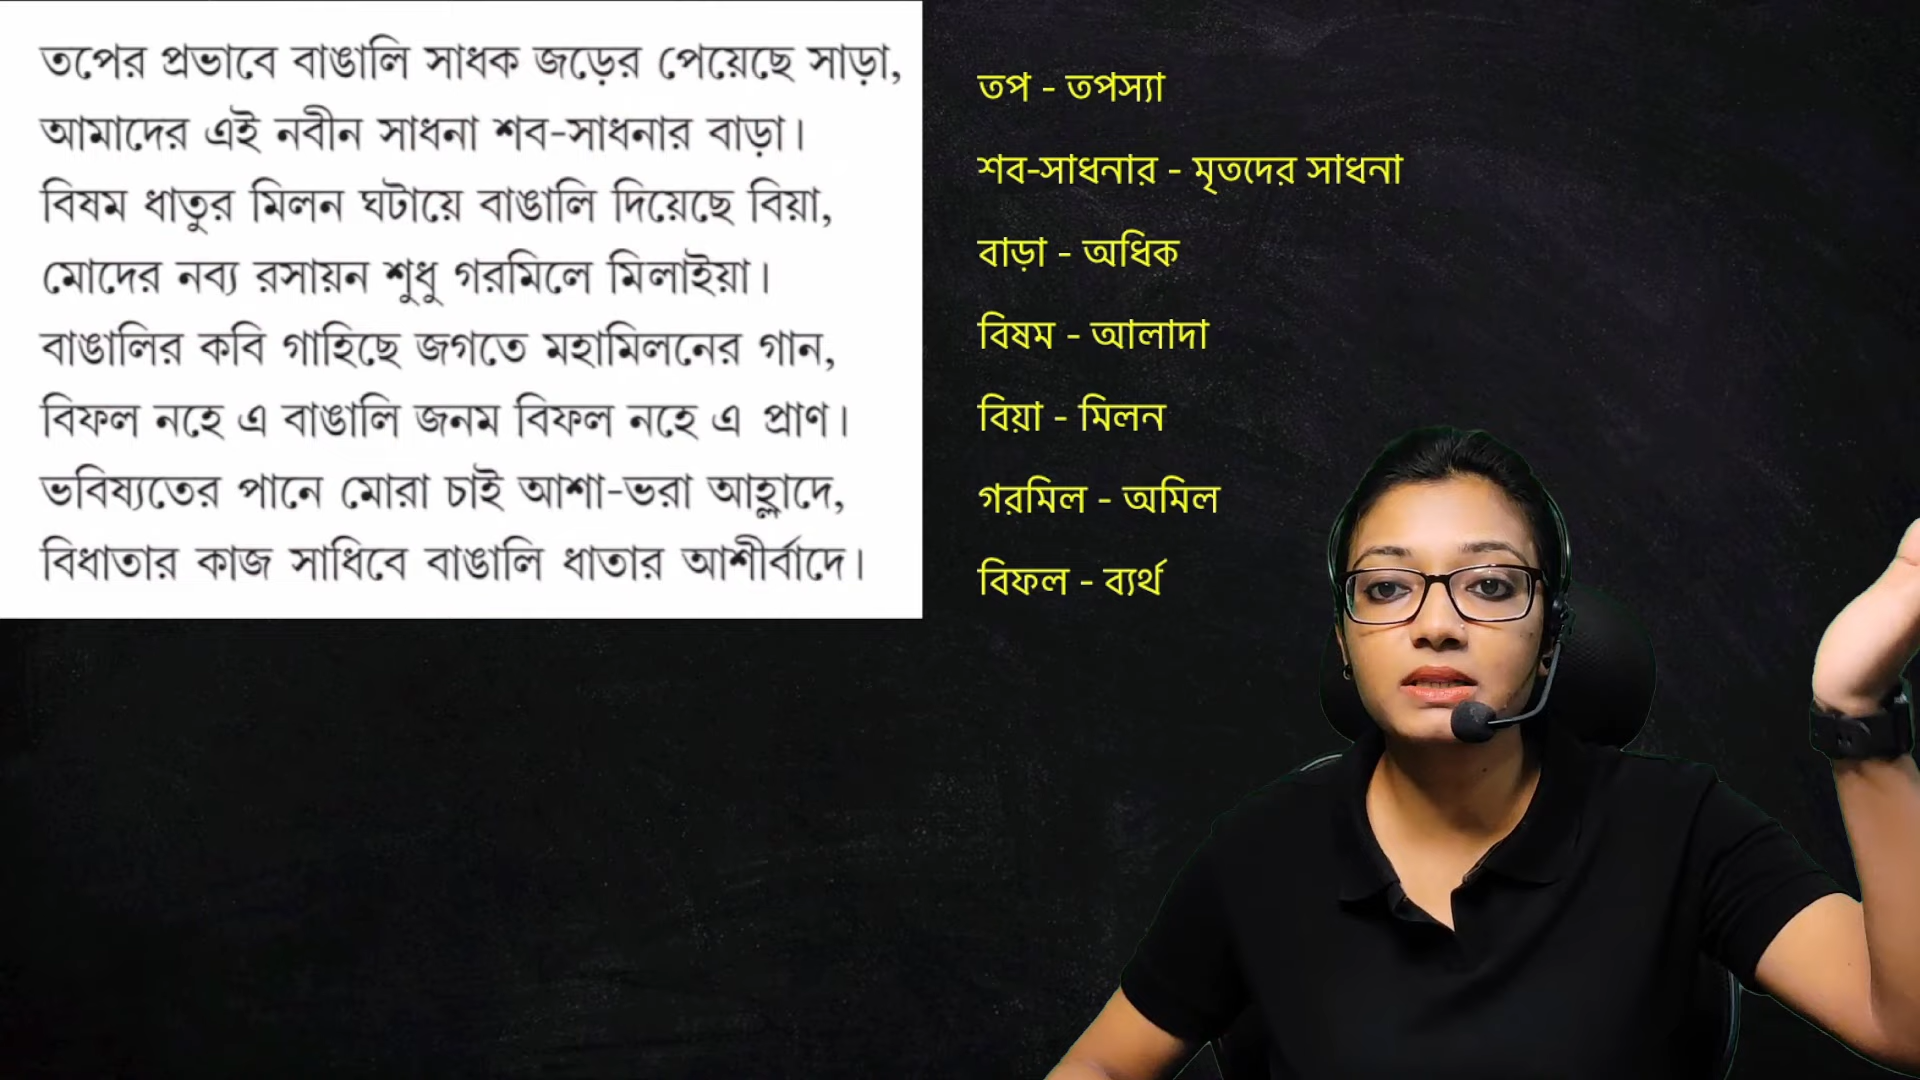 তপের প্রভাবে বাঙালি সাধক জড়ের পেয়েছে সাড়া,
আমাদের এই নবীন সাধনা শব-সাধনার বাড়া।
বিষম ধাতুর মিলন ঘটায়ে বাঙালি দিয়েছে বিয়া,
মোদের নব্য রসায়ন শুধু গরমিলে মিলাইয়া।
বাঙালির কবি গাহিছে জগতে মহামিলনের গান,
বিফল নহে এ বাঙালি জনম বিফল নহে এ প্রাণ।
ভবিষ্যতের পানে মোরা চাই আশা-ভরা আহ্লাদে,
বিধাতার কাজ সাধিবে বাঙালি ধাতার আশীর্বাদে।
তপ - তপস্যা
শব-সাধনার - মৃতদের সাধনা
বাড়া - অধিক
বিষম - আলাদা
বিয়া - মিলন
গরমিল - অমিল
বিফল - ব্যর্থ